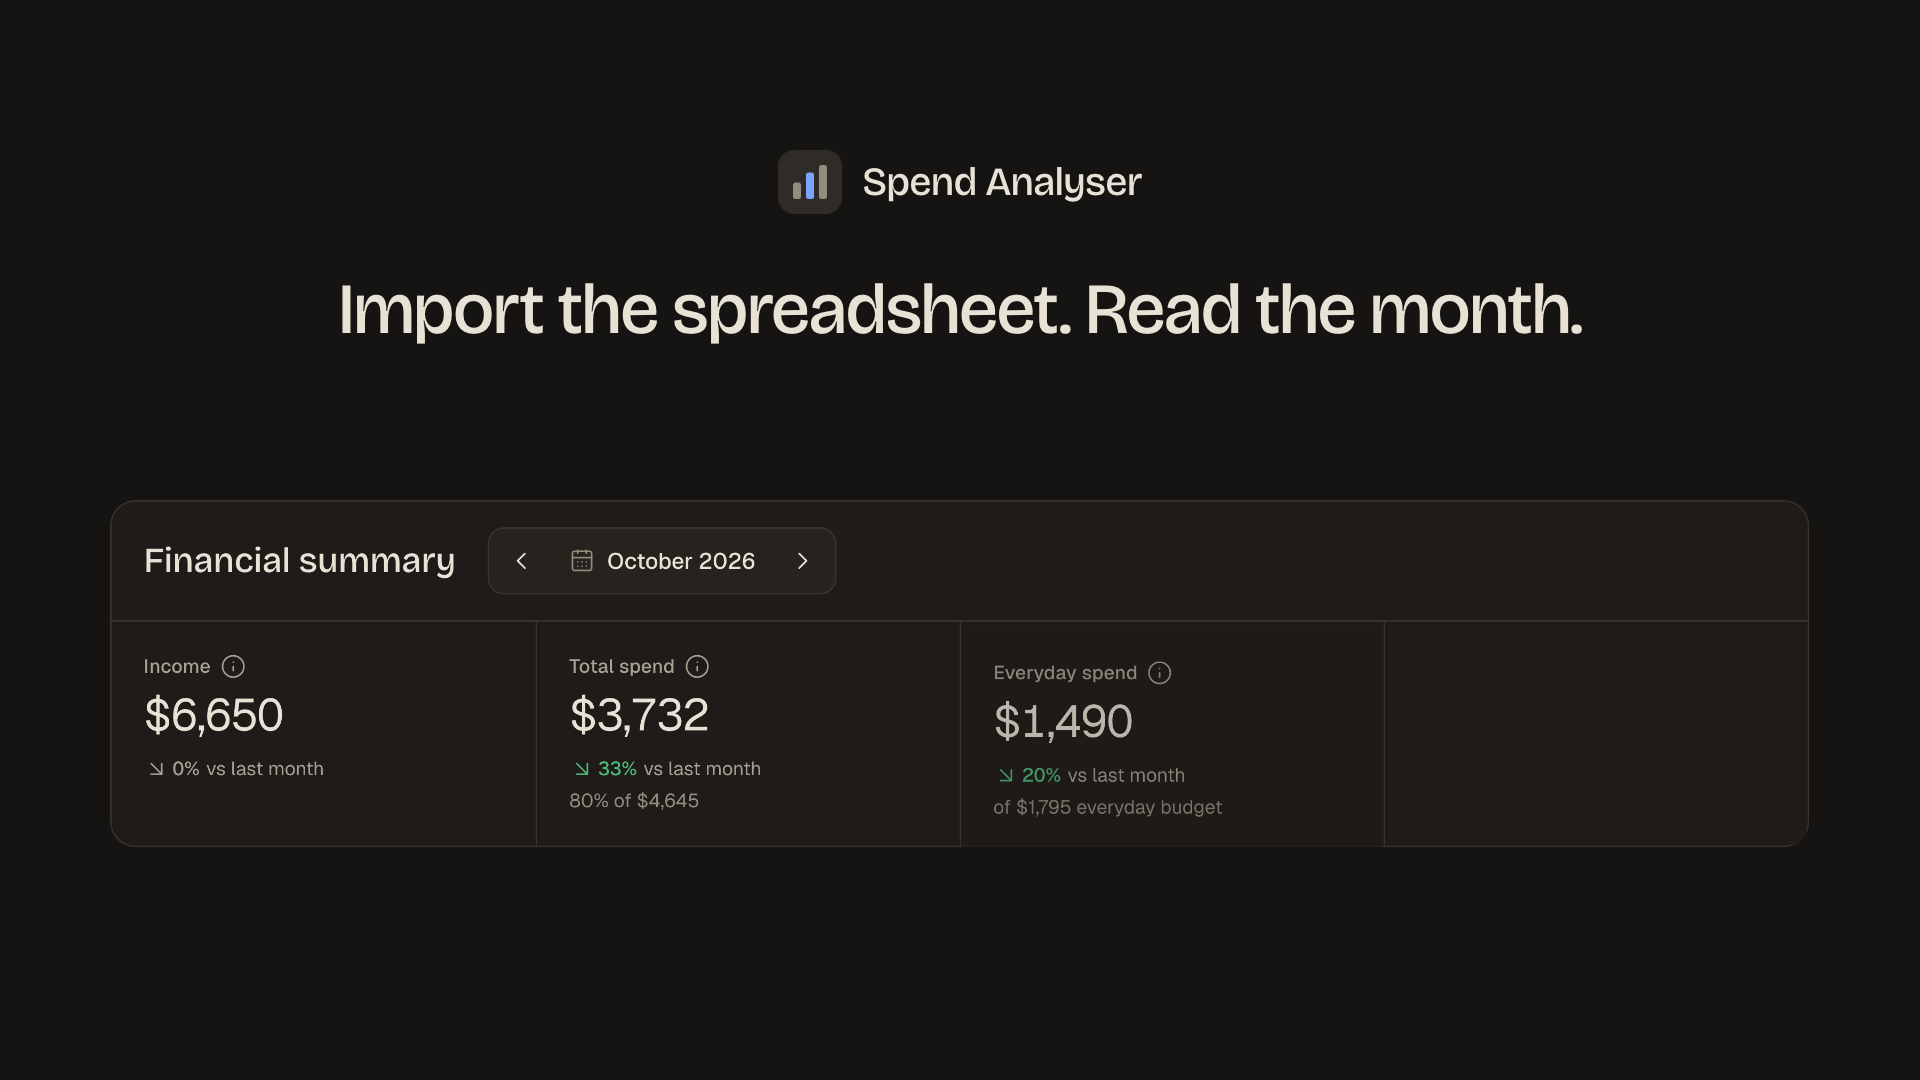 Spend Analyser
Import the spreadsheet. Read the month.
Financial summary
October 2026
Income
$6,650
0% vs last month
Total spend
$3,732
33% vs last month
80% of $4,645
Everyday spend
$1,490
20% vs last month
of $1,795 everyday budget